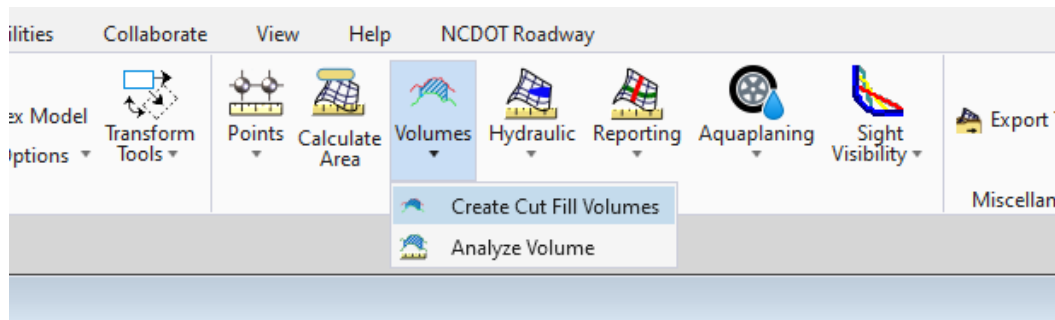 ilities Collaborate View Help NCDOT Roadway
ex Model
ptions
Transform
Tools
Points
Calculate
Area
Volumes
Hydraulic
Reporting
Aquaplaning
Sight
Visibility
Export
Miscellan
Create Cut Fill Volumes
Analyze Volume